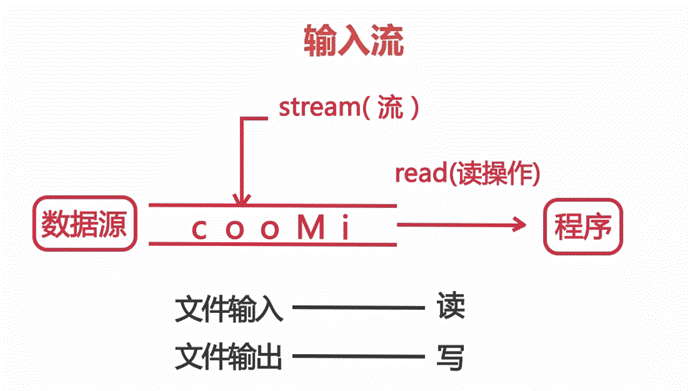 输入流
stream( 流 )
read(读操作)
数据源
c o o M i
程序
文件输入 读
文件输出 写